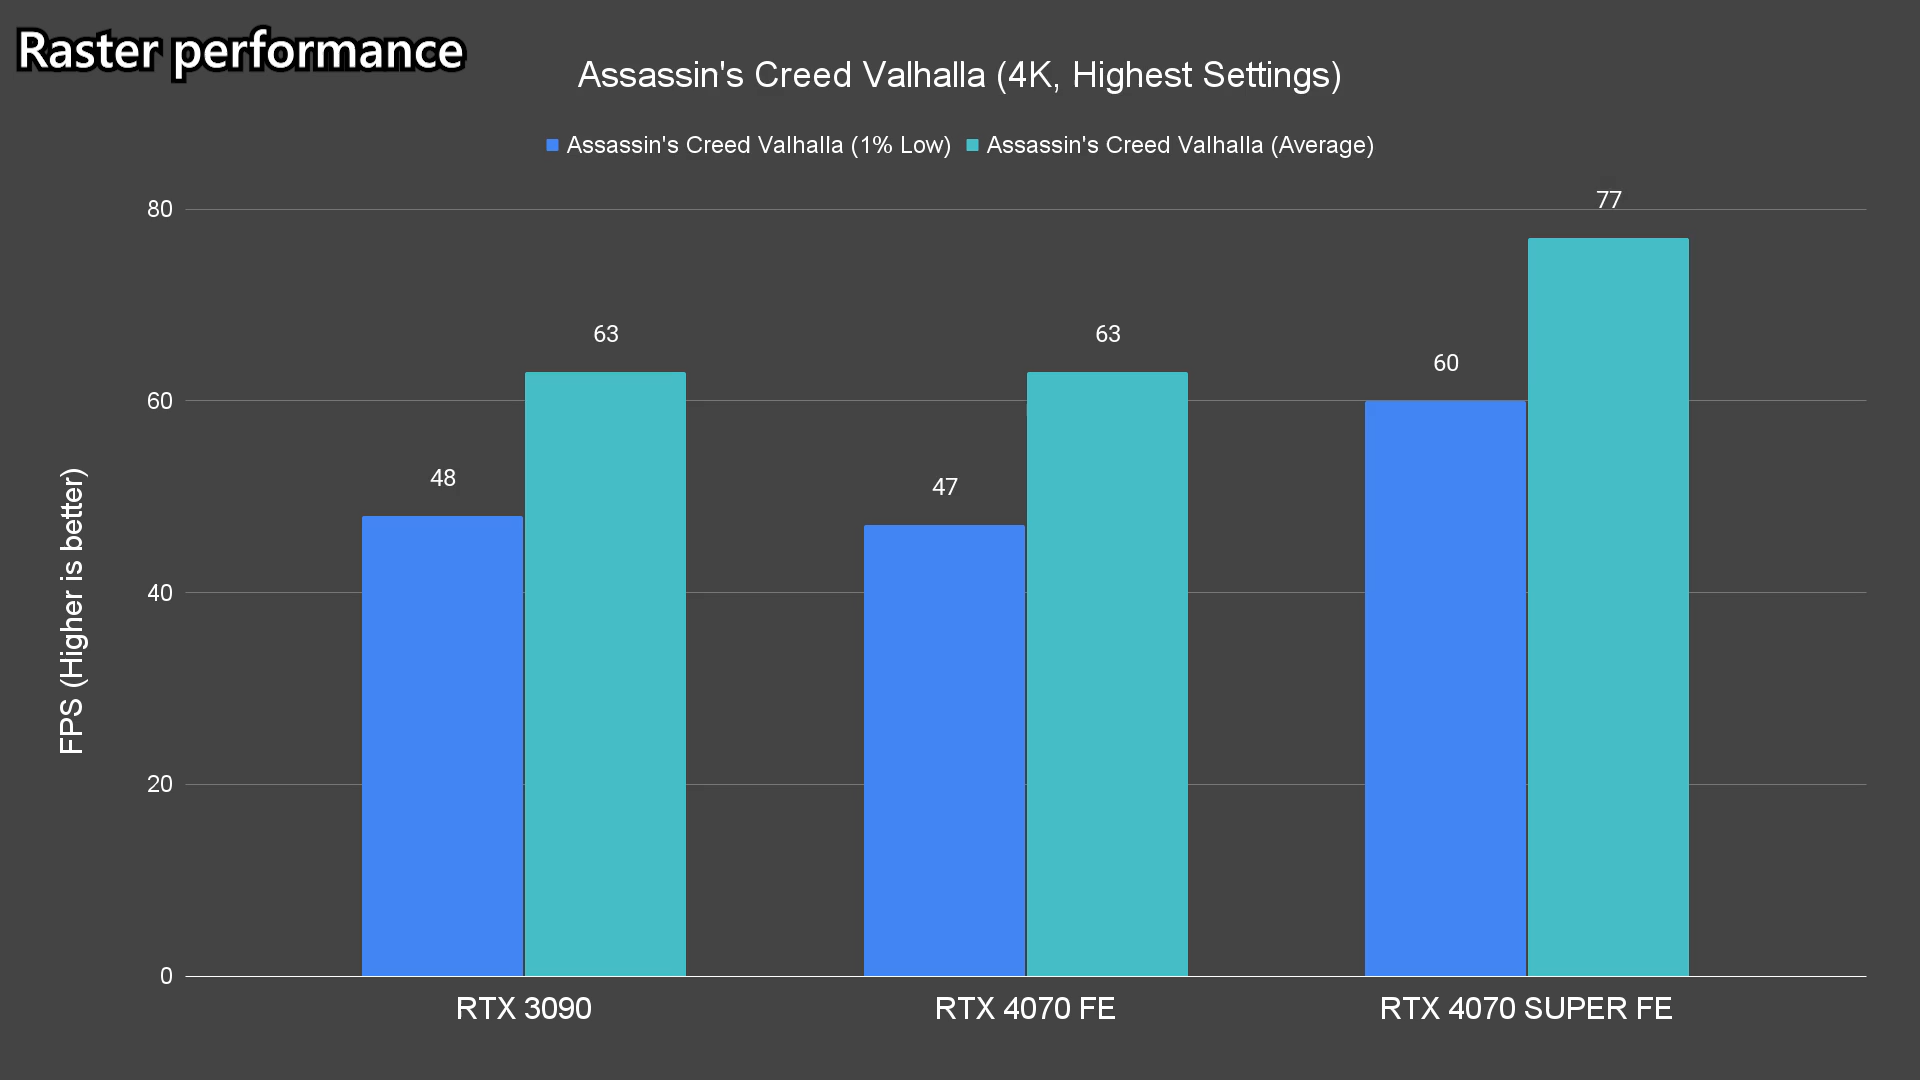 Raster performance
Assassin's Creed Valhalla (4K, Highest Settings)
Assassin's Creed Valhalla (1% Low) Assassin's Creed Valhalla (Average)
FPS (Higher is better)
80
60
40
20
0
48
63
47
63
60
77
RTX 3090
RTX 4070 FE
RTX 4070 SUPER FE